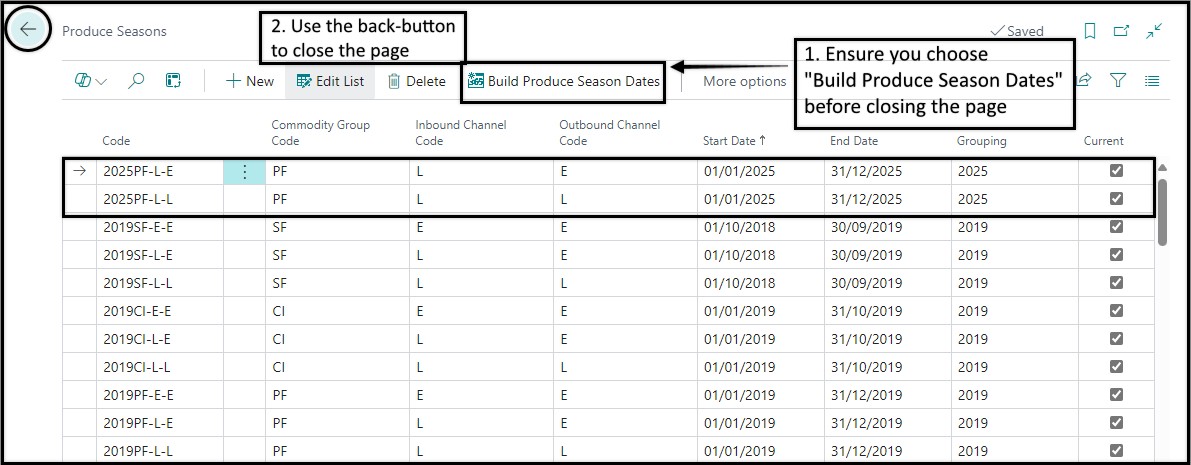 Produce Seasons
2. Use the back-button
to close the page
Saved
1. Ensure you choose
"Build Produce Season Dates"
before closing the page
New Edit List Delete Build Produce Season Dates More options
Code Commodity Group Code Inbound Channel Code Outbound Channel Code Start Date ↑ End Date Grouping Current
2025PF-L-E PF L E 01/01/2025 31/12/2025 2025
2025PF-L-L PF L L 01/01/2025 31/12/2025 2025
2019SF-E-E SF E E 01/10/2018 30/09/2019 2019
2019SF-L-E SF L E 01/10/2018 30/09/2019 2019
2019SF-L-L SF L L 01/10/2018 30/09/2019 2019
2019CI-E-E CI E E 01/01/2019 31/10/2019 2019
2019CI-L-E CI L E 01/01/2019 31/10/2019 2019
2019CI-L-L CI L L 01/01/2019 31/10/2019 2019
2019PF-E-E PF E E 01/01/2019 31/12/2019 2019
2019PF-L-E PF L E 01/01/2019 31/12/2019 2019
2019PF-L-L PF L L 01/01/2019 31/12/2019 2019